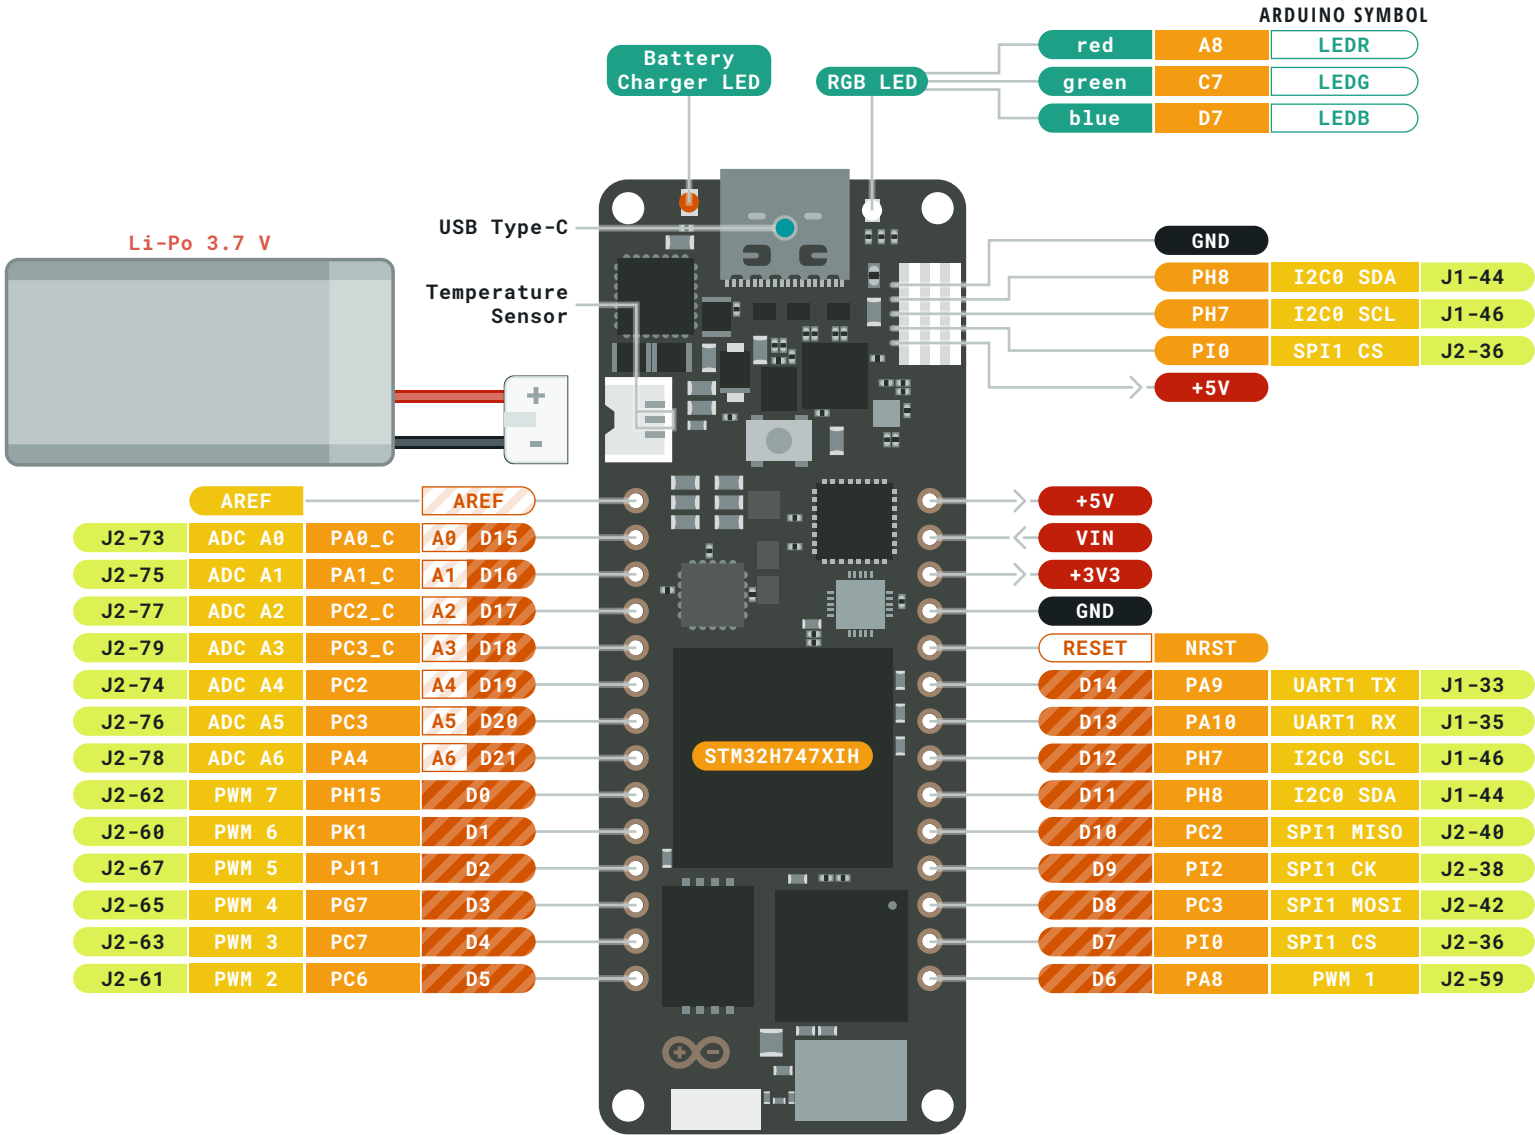 ARDUINO SYMBOL
Battery
Charger LED
RGB LED
red A8 LEDR
green C7 LEDG
blue D7 LEDB
USB Type-C
Li-Po 3.7 V
Temperature
Sensor
+
-
GND
PH8 I2C0 SDA J1-44
PH7 I2C0 SCL J1-46
PI0 SPI1 CS J2-36
+5V
AREF AREF
J2-73 ADC A0 PA0_C A0 D15
J2-75 ADC A1 PA1_C A1 D16
J2-77 ADC A2 PC2_C A2 D17
J2-79 ADC A3 PC3_C A3 D18
J2-74 ADC A4 PC2 A4 D19
J2-76 ADC A5 PC3 A5 D20
J2-78 ADC A6 PA4 A6 D21
J2-62 PWM 7 PH15 D0
J2-60 PWM 6 PK1 D1
J2-67 PWM 5 PJ11 D2
J2-65 PWM 4 PG7 D3
J2-63 PWM 3 PC7 D4
J2-61 PWM 2 PC6 D5
STM32H747XIH
+5V
VIN
+3V3
GND
RESET NRST
D14 PA9 UART1 TX J1-33
D13 PA10 UART1 RX J1-35
D12 PH7 I2C0 SCL J1-46
D11 PH8 I2C0 SDA J1-44
D10 PC2 SPI1 MISO J2-40
D9 PI2 SPI1 CK J2-38
D8 PC3 SPI1 MOSI J2-42
D7 PI0 SPI1 CS J2-36
D6 PA8 PWM 1 J2-59